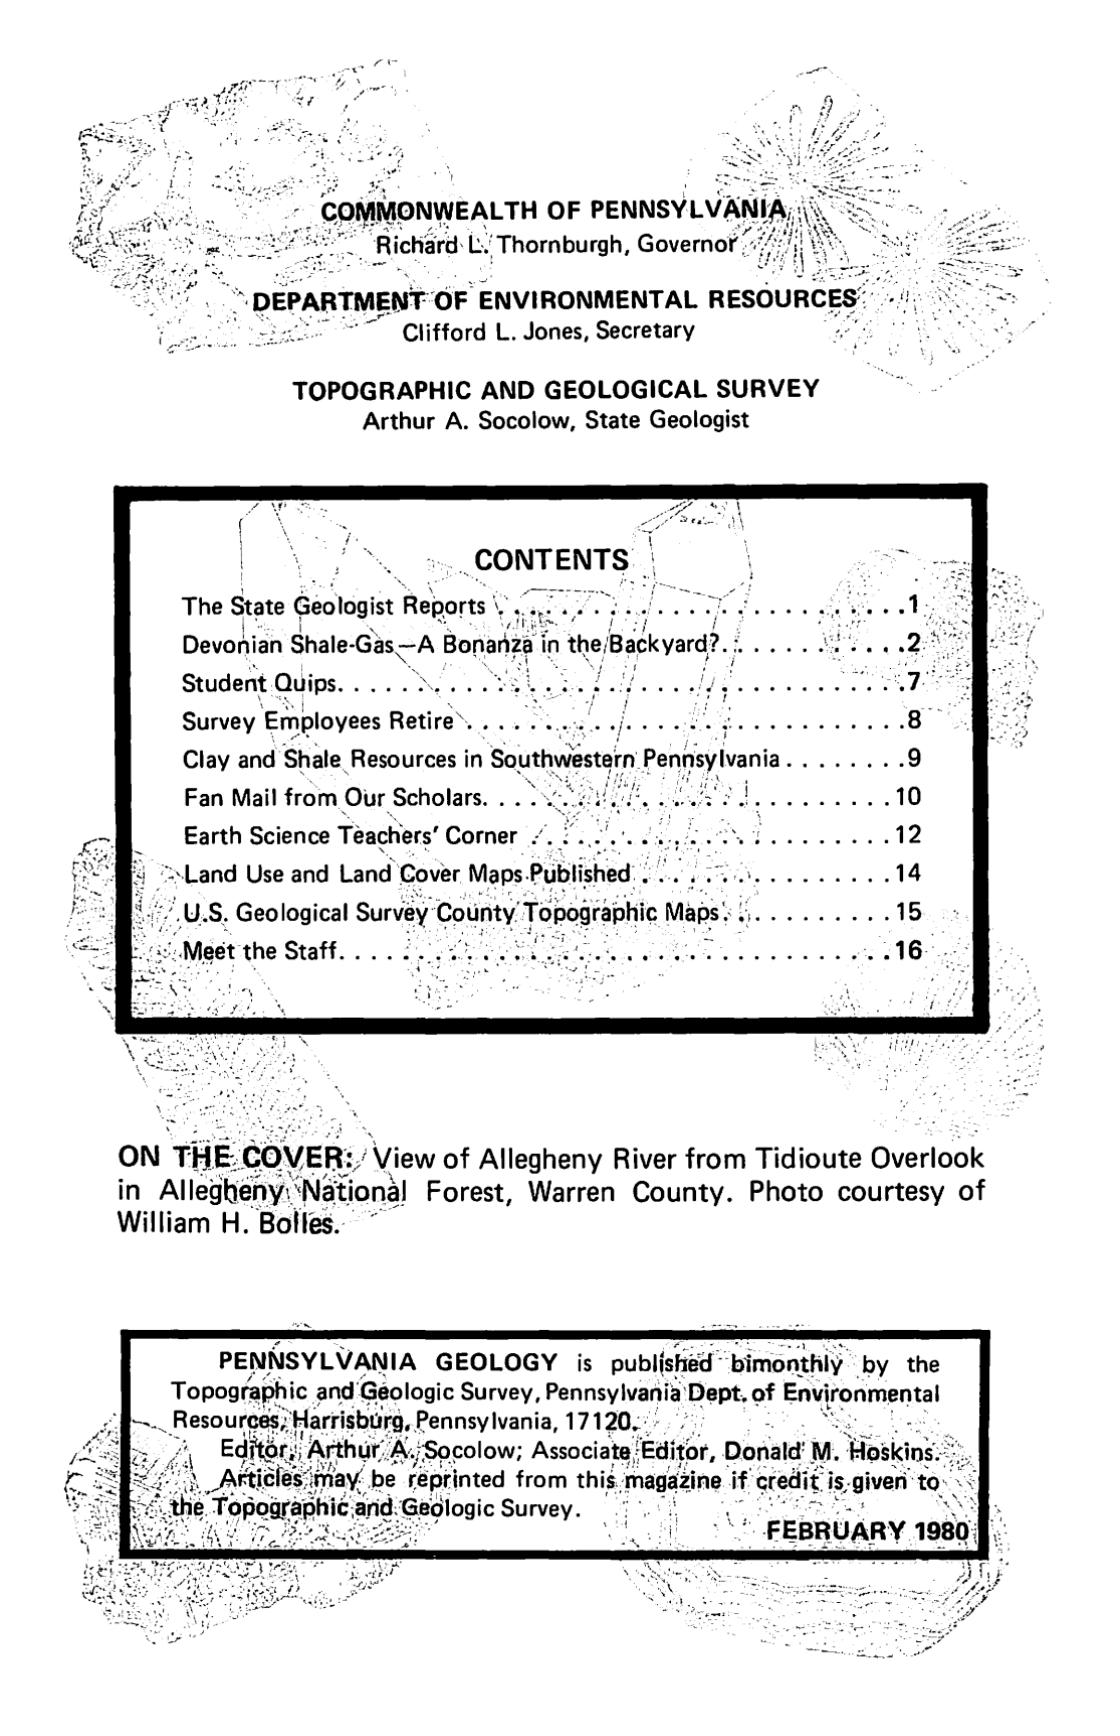 COMMONWEALTH OF PENNSYLVANIA
Richard L. Thornburgh, Governor
DEPARTMENT OF ENVIRONMENTAL RESOURCES
Clifford L. Jones, Secretary
TOPOGRAPHIC AND GEOLOGICAL SURVEY
Arthur A. Socolow, State Geologist
CONTENTS
The State Geologist Reports . . . . . . . . . . . . . . . . . . . . . . . . . . .1
Devonian Shale-Gas—A Bonanza in the Backyard?. . . . . . . . . . . .2
Student Quips. . . . . . . . . . . . . . . . . . . . . . . . . . . . . . . . . . . .7
Survey Employees Retire . . . . . . . . . . . . . . . . . . . . . . . . . . . .8
Clay and Shale Resources in Southwestern Pennsylvania . . . . . . . .9
Fan Mail from Our Scholars. . . . . . . . . . . . . . . . . . . . . . . . . . .10
Earth Science Teachers' Corner . . . . . . . . . . . . . . . . . . . . . . .12
Land Use and Land Cover Maps Published . . . . . . . . . . . . . . . .14
U.S. Geological Survey County Topographic Maps. . . . . . . . . . .15
Meet the Staff. . . . . . . . . . . . . . . . . . . . . . . . . . . . . . . . . . . .16
ON THE COVER: View of Allegheny River from Tidioute Overlook
in Allegheny National Forest, Warren County. Photo courtesy of
William H. Bolles.
PENNSYLVANIA GEOLOGY is published bimonthly by the
Topographic and Geologic Survey, Pennsylvania Dept. of Environmental
Resources, Harrisburg, Pennsylvania, 17120.
Editor, Arthur A. Socolow; Associate Editor, Donald M. Hoskins.
Articles may be reprinted from this magazine if credit is given to
the Topographic and Geologic Survey.
FEBRUARY 1980